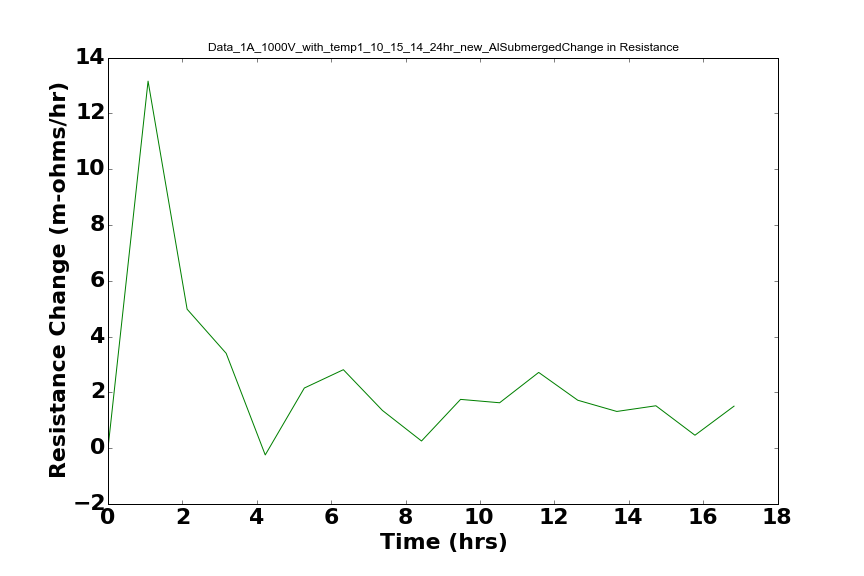 Data_1A_1000V_with_temp1_10_15_14_24hr_new_AlSubmergedChange in Resistance
14
12
10
8
6
4
2
0
−2
Resistance Change (m-ohms/hr)
0 2 4 6 8 10 12 14 16 18
Time (hrs)